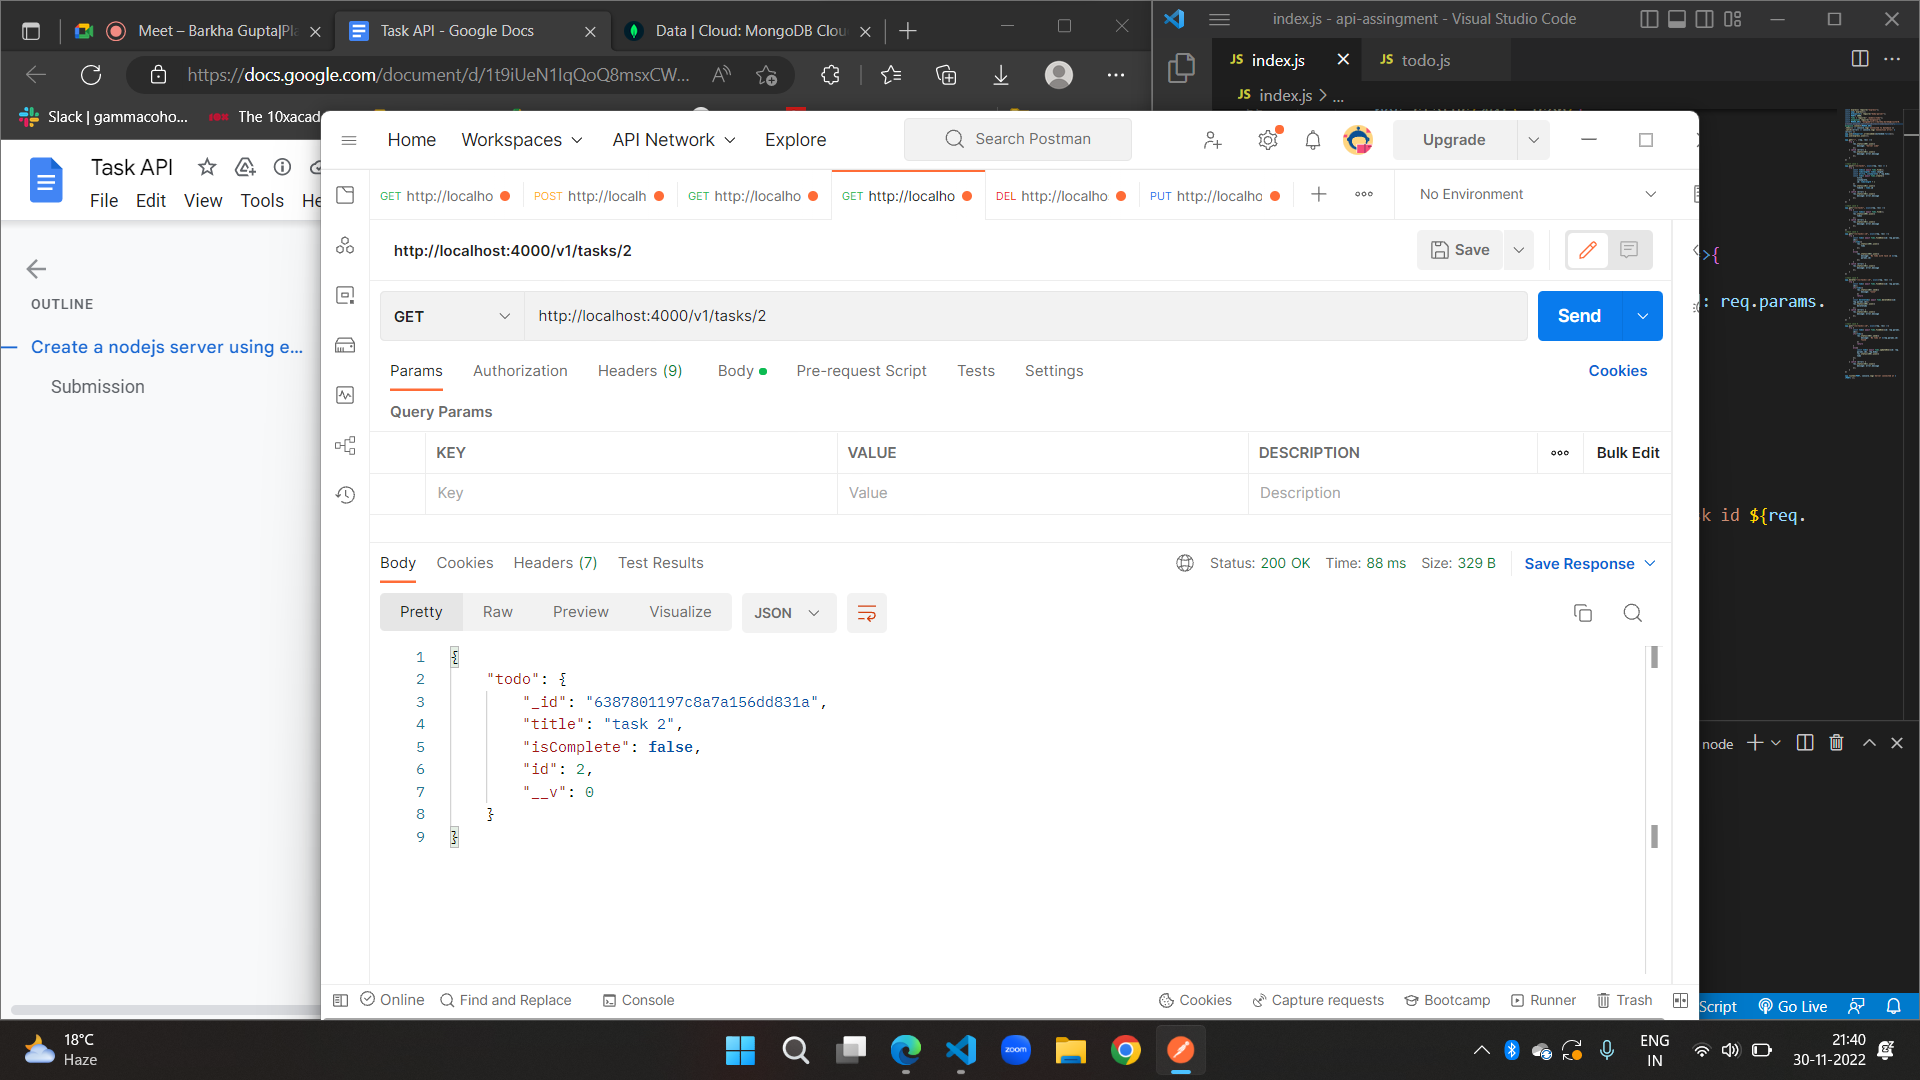 Meet – Barkha Gupta|Pla
Task API - Google Docs
Data | Cloud: MongoDB Clou
https://docs.google.com/document/d/1t9iUeN1IqQoQ8msxCW...
Slack | gammacoho...
The 10xacad
Task API
File Edit View Tools He
OUTLINE
Create a nodejs server using e...
Submission
index.js - api-assingment - Visual Studio Code
JS index.js
JS todo.js
JS index.js > ...
>{
: req.params.
k id ${req.
node
Script
Go Live
Home Workspaces API Network Explore
Search Postman
Upgrade
GET http://localho
POST http://localh
GET http://localho
GET http://localho
DEL http://localho
PUT http://localho
No Environment
http://localhost:4000/v1/tasks/2
Save
GET
http://localhost:4000/v1/tasks/2
Send
Params Authorization Headers (9) Body Pre-request Script Tests Settings
Cookies
Query Params
KEY VALUE DESCRIPTION
Bulk Edit
Key Value Description
Body Cookies Headers (7) Test Results
Status: 200 OK Time: 88 ms Size: 329 B
Save Response
Pretty Raw Preview Visualize
JSON
1 {
2 "todo": {
3 "_id": "6387801197c8a7a156dd831a",
4 "title": "task 2",
5 "isComplete": false,
6 "id": 2,
7 "__v": 0
8 }
9 }
Online Find and Replace Console
Cookies Capture requests Bootcamp Runner Trash
18°C
Haze
zoom
ENG
IN
21:40
30-11-2022